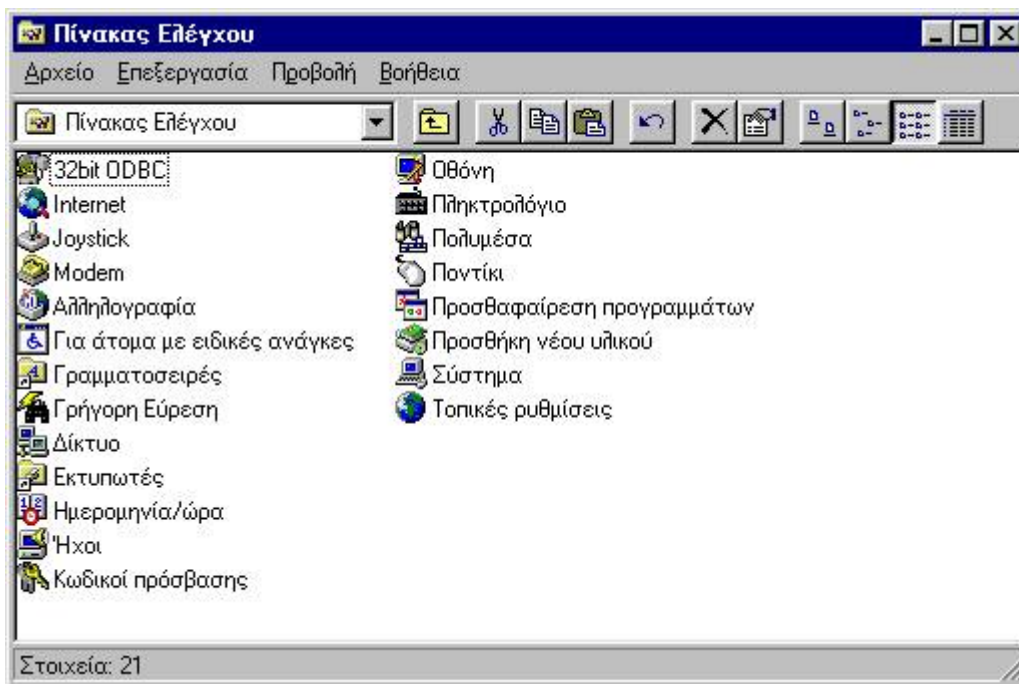 Πίνακας Ελέγχου
Αρχείο Επεξεργασία Προβολή Βοήθεια
Πίνακας Ελέγχου
32bit ODBC
Internet
Joystick
Modem
Αλληλογραφία
Για άτομα με ειδικές ανάγκες
Γραμματοσειρές
Γρήγορη Εύρεση
Δίκτυο
Εκτυπωτές
Ημερομηνία/ώρα
Ήχοι
Κωδικοί πρόσβασης
Οθόνη
Πληκτρολόγιο
Πολυμέσα
Ποντίκι
Προσθαφαίρεση προγραμμάτων
Προσθήκη νέου υλικού
Σύστημα
Τοπικές ρυθμίσεις
Στοιχεία: 21